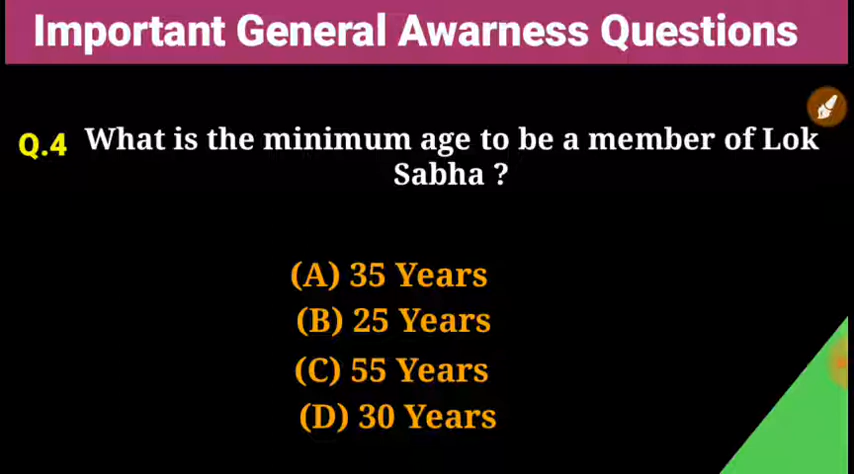 Important General Awarness Questions
Q.4 What is the minimum age to be a member of Lok
Sabha ?
(A) 35 Years
(B) 25 Years
(C) 55 Years
(D) 30 Years